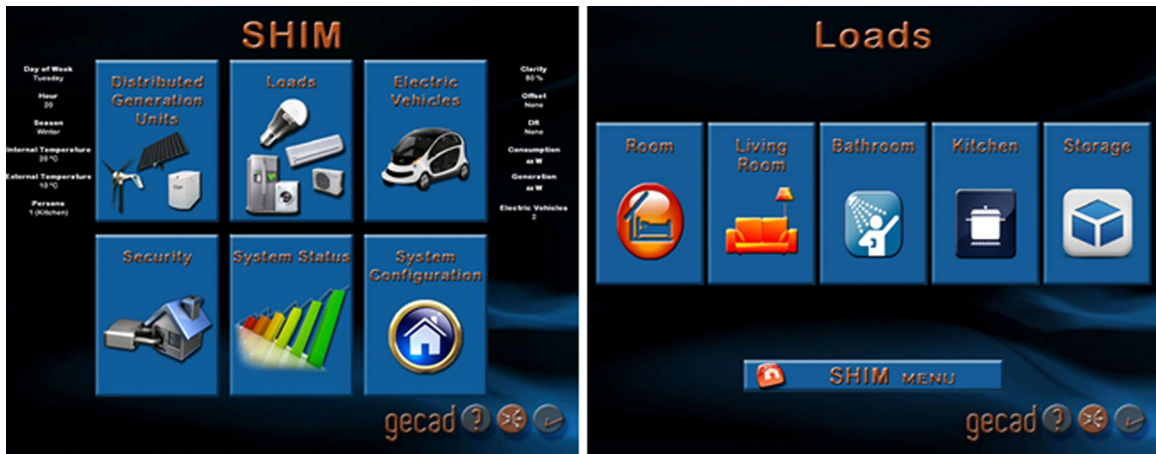 SHIM
Day of Week
Tuesday
Hour
20
Season
Winter
Internal Temperature
20 ºC
External Temperature
10 ºC
Persons
1 (Kitchen)
Distributed
Generation
Units
Loads
Electric
Vehicles
Clarity
80 %
Offset
None
DR
None
Consumption
Generation
Electric Vehicles
2
Security
System Status
System
Configuration
gecad ?
Loads
Room
Living
Room
Bathroom
Kitchen
Storage
SHIM MENU
gecad ?